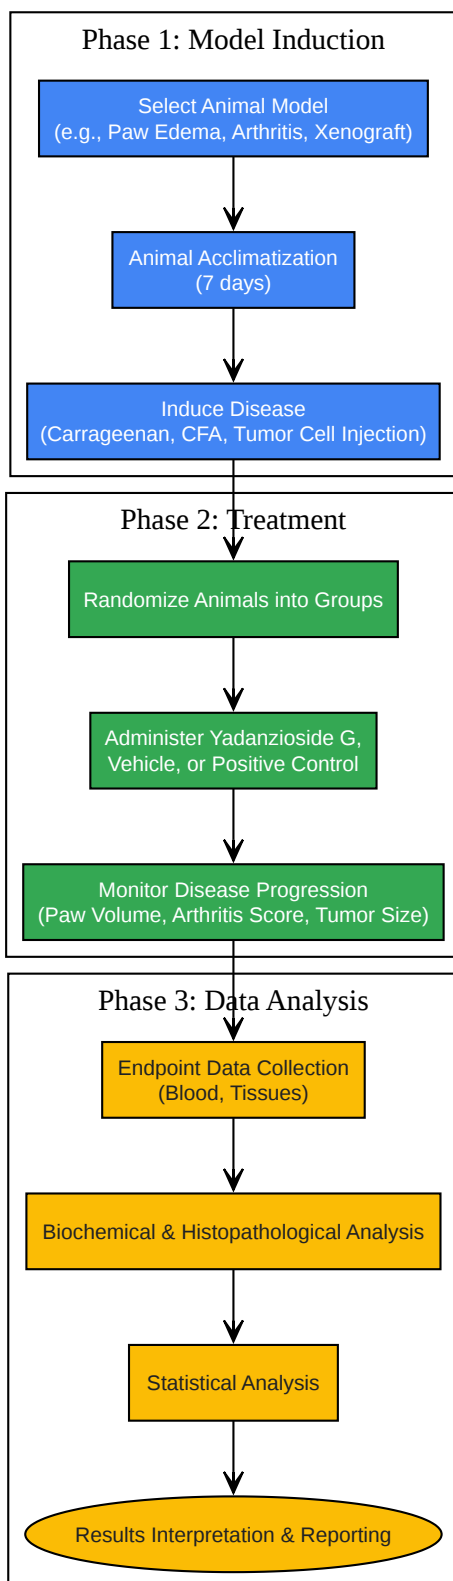 Phase 1: Model Induction
Select Animal Model
(e.g., Paw Edema, Arthritis, Xenograft)
Animal Acclimatization
(7 days)
Induce Disease
(Carrageenan, CFA, Tumor Cell Injection)
Phase 2: Treatment
Randomize Animals into Groups
Administer Yadanzioside G,
Vehicle, or Positive Control
Monitor Disease Progression
(Paw Volume, Arthritis Score, Tumor Size)
Phase 3: Data Analysis
Endpoint Data Collection
(Blood, Tissues)
Biochemical & Histopathological Analysis
Statistical Analysis
Results Interpretation & Reporting